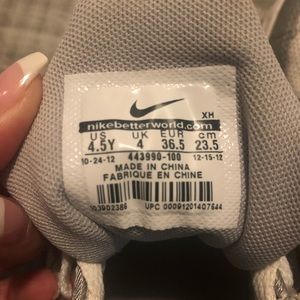 XH
nikebetterworld.com
US UK EUR cm
4.5Y 4 36.5 23.5
10-24-12 443990-100 12-15-12
MADE IN CHINA
FABRIQUE EN CHINE
UPC 00091201407544